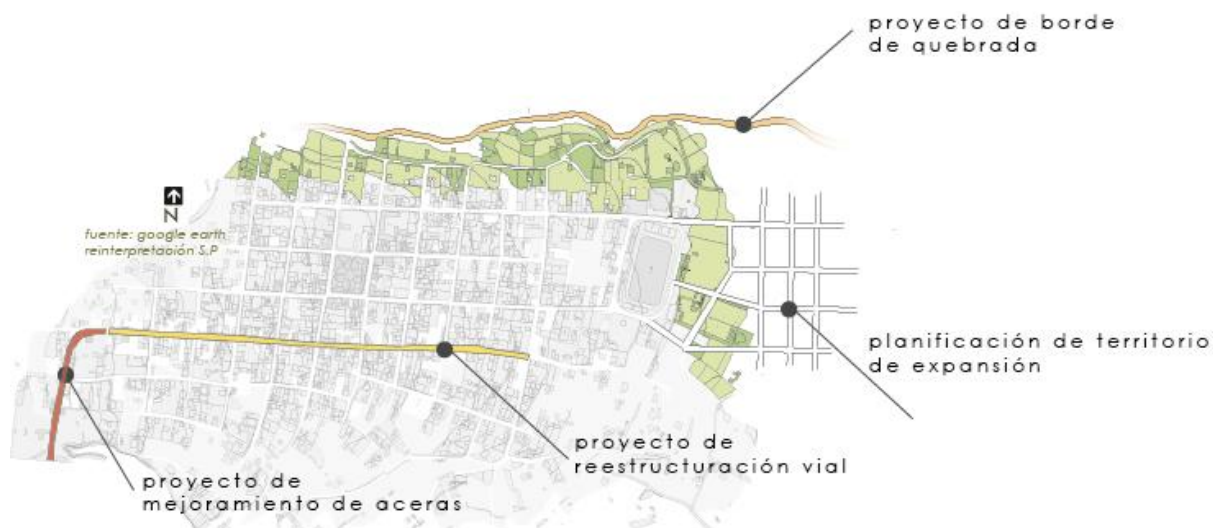 proyecto de borde
de quebrada
N
fuente: google earth
reinterpretación S.P
planificación de territorio
de expansión
proyecto de
reestructuración vial
proyecto de
mejoramiento de aceras